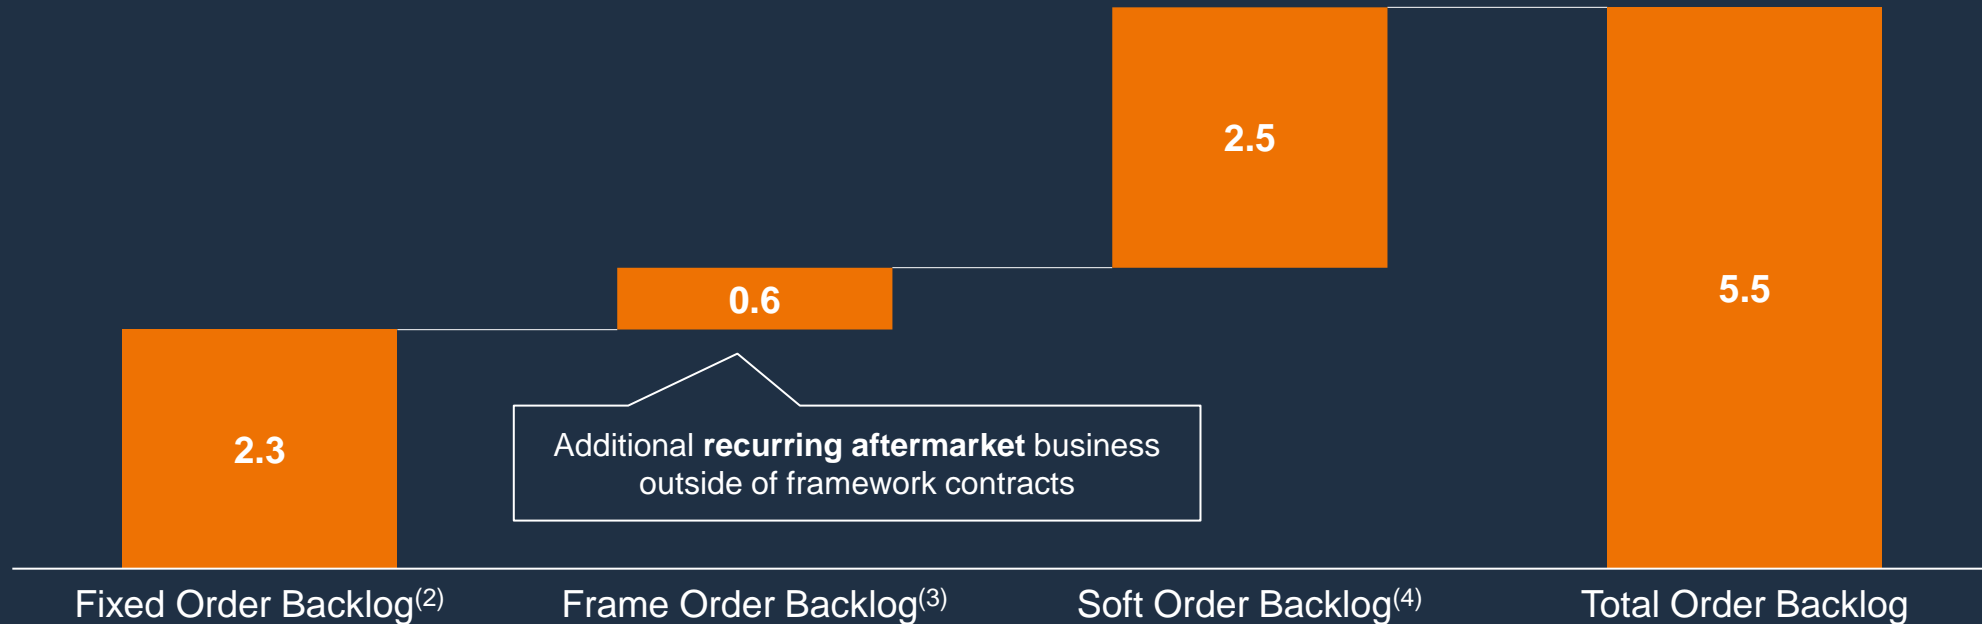 2.5
5.5
0.6
2.3
Additional recurring aftermarket business
outside of framework contracts
Fixed Order Backlog(2)
Frame Order Backlog(3)
Soft Order Backlog(4)
Total Order Backlog